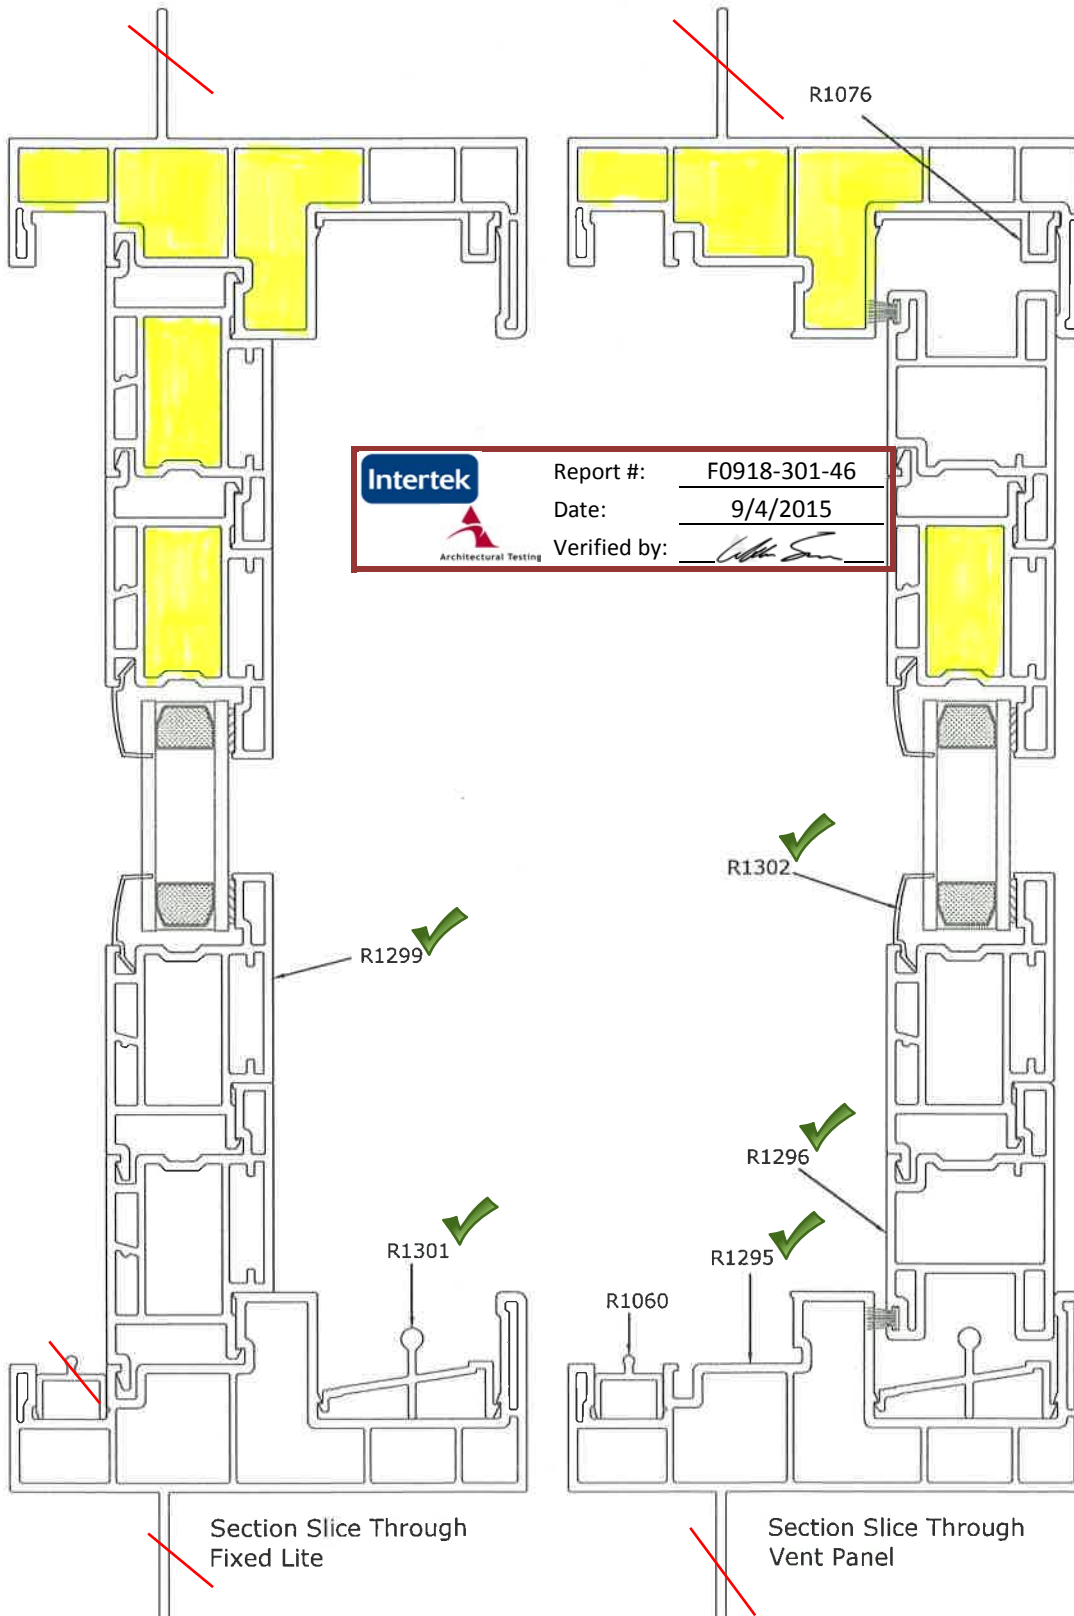 R1076
Intertek
Architectural Testing
Report #: F0918-301-46
Date: 9/4/2015
Verified by:
R1302
R1299
R1296
R1301
R1295
R1060
Section Slice Through
Fixed Lite
Section Slice Through
Vent Panel